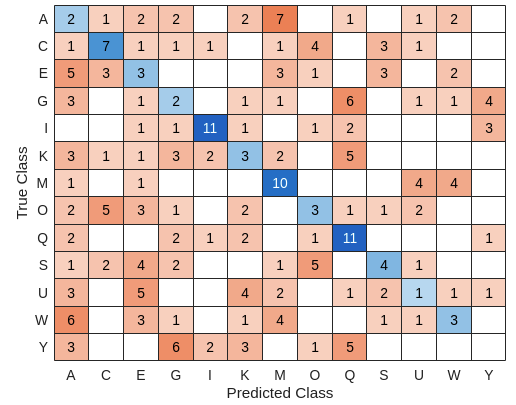 True Class
A 2 1 2 2 2 7 1 1 2
C 1 7 1 1 1 1 4 3 1
E 5 3 3 3 1 3 2
G 3 1 2 1 1 6 1 1 4
I 1 1 11 1 1 2 3
K 3 1 1 3 2 3 2 5
M 1 1 10 4 4
O 2 5 3 1 2 3 1 1 2
Q 2 2 1 2 1 11 1
S 1 2 4 2 1 5 4 1
U 3 5 4 2 1 2 1 1 1
W 6 3 1 1 4 1 1 3
Y 3 6 2 3 1 5
A C E G I K M O Q S U W Y
Predicted Class